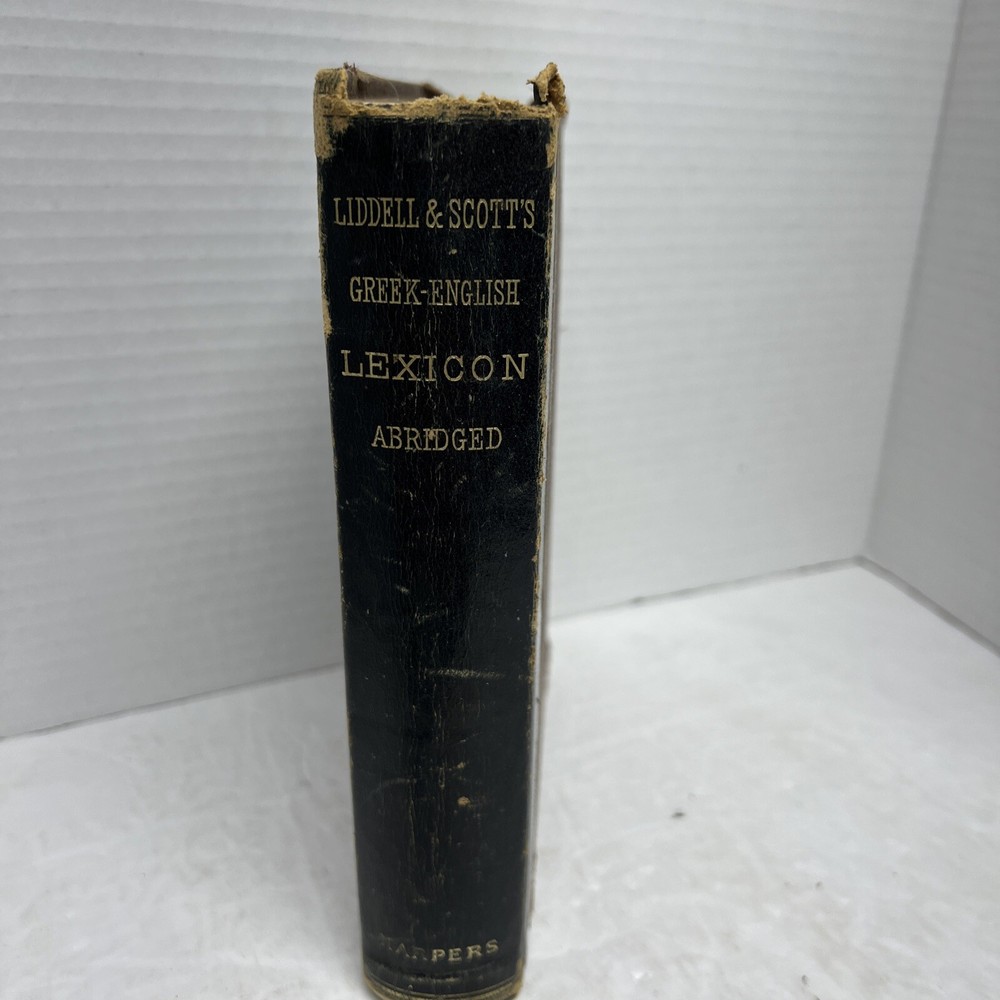 LIDDELL & SCOTT'S
GREEK-ENGLISH
LEXICON
ABRIDGED
HARPERS